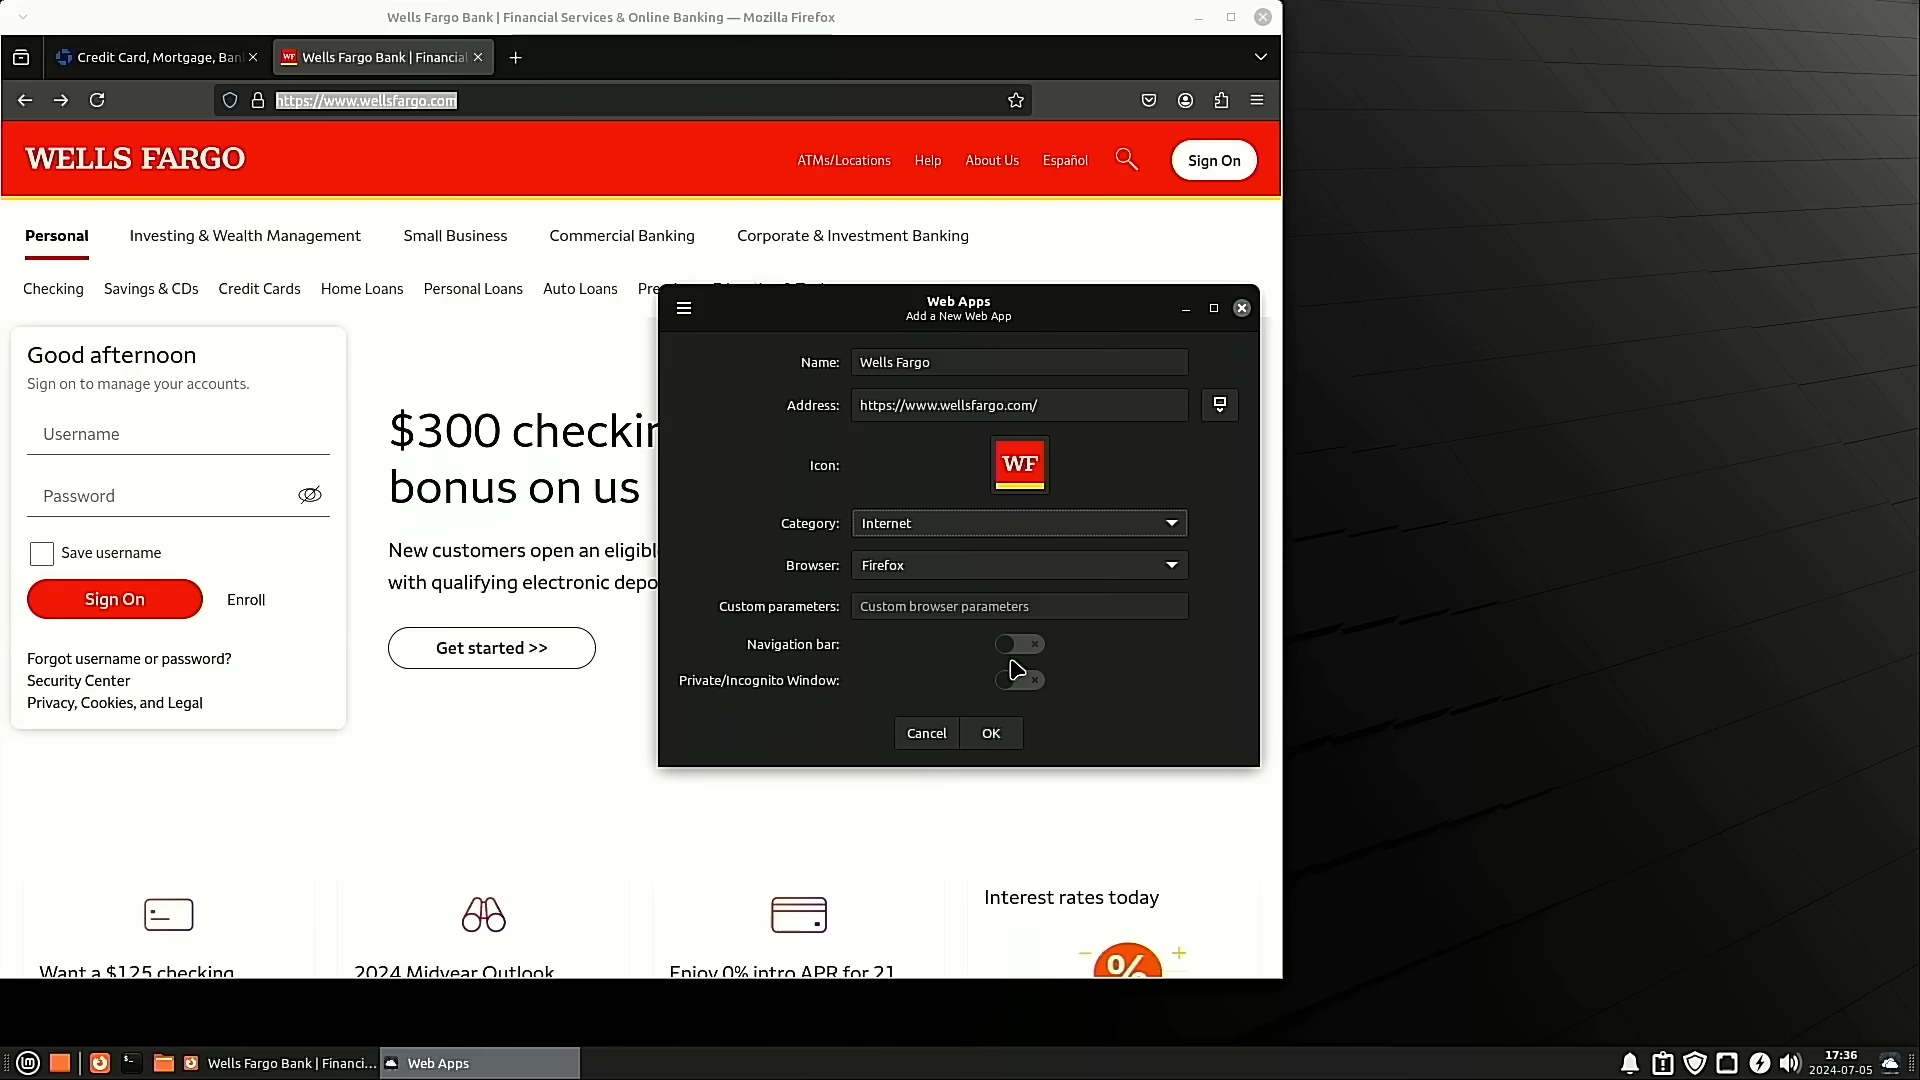 Wells Fargo Bank | Financial Services & Online Banking — Mozilla Firefox
Credit Card, Mortgage, Ban
WF Wells Fargo Bank | Financial
https://www.wellsfargo.com
WELLS FARGO
ATMs/Locations Help About Us Español Sign On
Personal Investing & Wealth Management Small Business Commercial Banking Corporate & Investment Banking
Checking Savings & CDs Credit Cards Home Loans Personal Loans Auto Loans
Good afternoon
Sign on to manage your accounts.
Username
Password
Save username
Sign On Enroll
Forgot username or password?
Security Center
Privacy, Cookies, and Legal
$300 checkin
bonus on us
New customers open an eligibl
with qualifying electronic depo
Get started >>
Web Apps
Add a New Web App
Name: Wells Fargo
Address: https://www.wellsfargo.com/
Icon: WF
Category: Internet
Browser: Firefox
Custom parameters: Custom browser parameters
Navigation bar:
Private/Incognito Window:
Cancel OK
Want a $125 checking
2024 Midyear Outlook
Enjoy 0% intro APR for 21
Interest rates today
%
Wells Fargo Bank | Financi...
Web Apps
17:36
2024-07-05